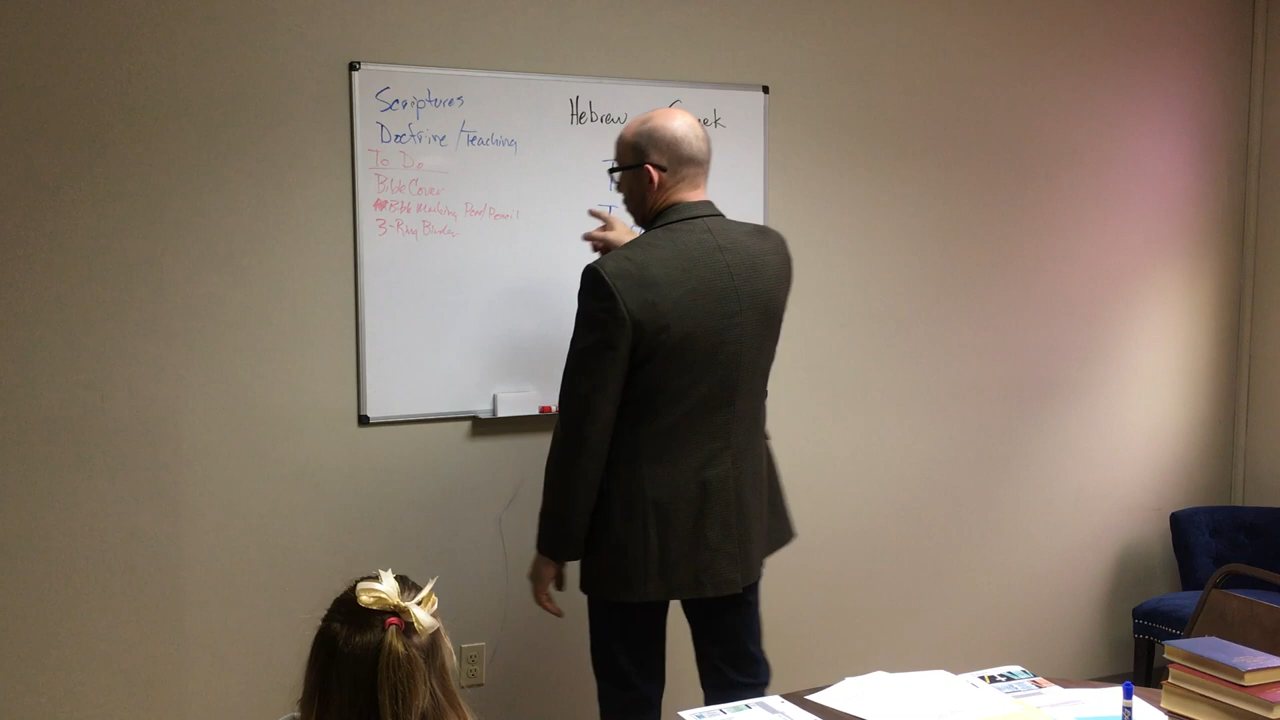 Scriptures
Doctrine/Teaching
To Do
Bible Cover
Bible Marking Pen/Pencil
3-Ring Binder
Hebrew